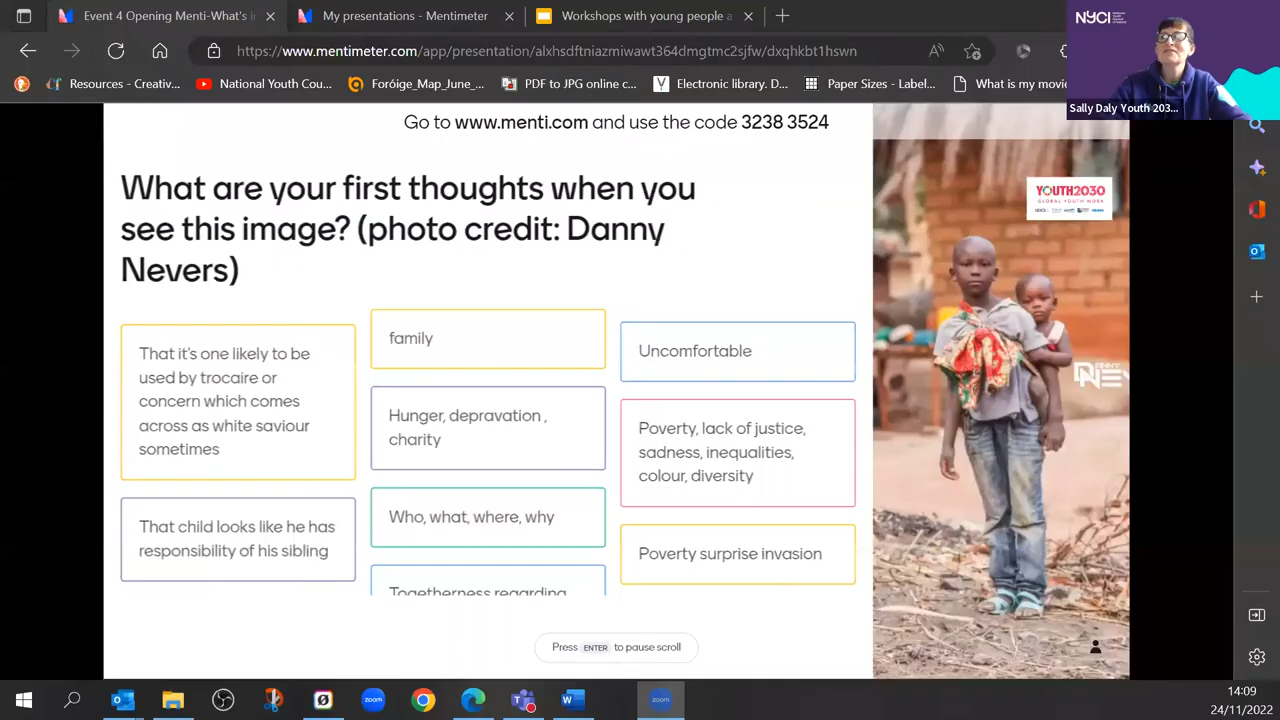 Event 4 Opening Menti-What's i
My presentations - Mentimeter
Workshops with young people a
https://www.mentimeter.com/app/presentation/alxhsdftniazmiwawt364dmgtmc2sjfw/dxqhkbt1hswn
Resources - Creativ...
National Youth Cou...
Foróige_Map_June_...
PDF to JPG online c...
Electronic library. D...
Paper Sizes - Label...
What is my movi
NYCI
Sally Daly Youth 203...
Go to www.menti.com and use the code 3238 3524
What are your first thoughts when you
see this image? (photo credit: Danny
Nevers)
That it's one likely to be
used by trocaire or
concern which comes
across as white saviour
sometimes
That child looks like he has
responsibility of his sibling
family
Hunger, depravation ,
charity
Who, what, where, why
Togetherness regarding
Uncomfortable
Poverty, lack of justice,
sadness, inequalities,
colour, diversity
Poverty surprise invasion
YOUTH2030
GLOBAL YOUTH WORK
DANNY
NEV
Press ENTER to pause scroll
zoom
zoom
14:09
24/11/2022